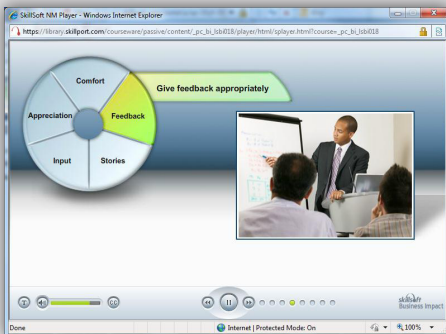 SkillSoft NM Player - Windows Internet Explorer
https://library.skillport.com/courseware/passive/content/_pc_bi_lsbi018/player/html/splayer.html?course=_pc_bi_lsbi018
Comfort
Give feedback appropriately
Appreciation
Feedback
Input
Stories
T
CC
skillsoft
Business Impact
Done
Internet | Protected Mode: On
100%